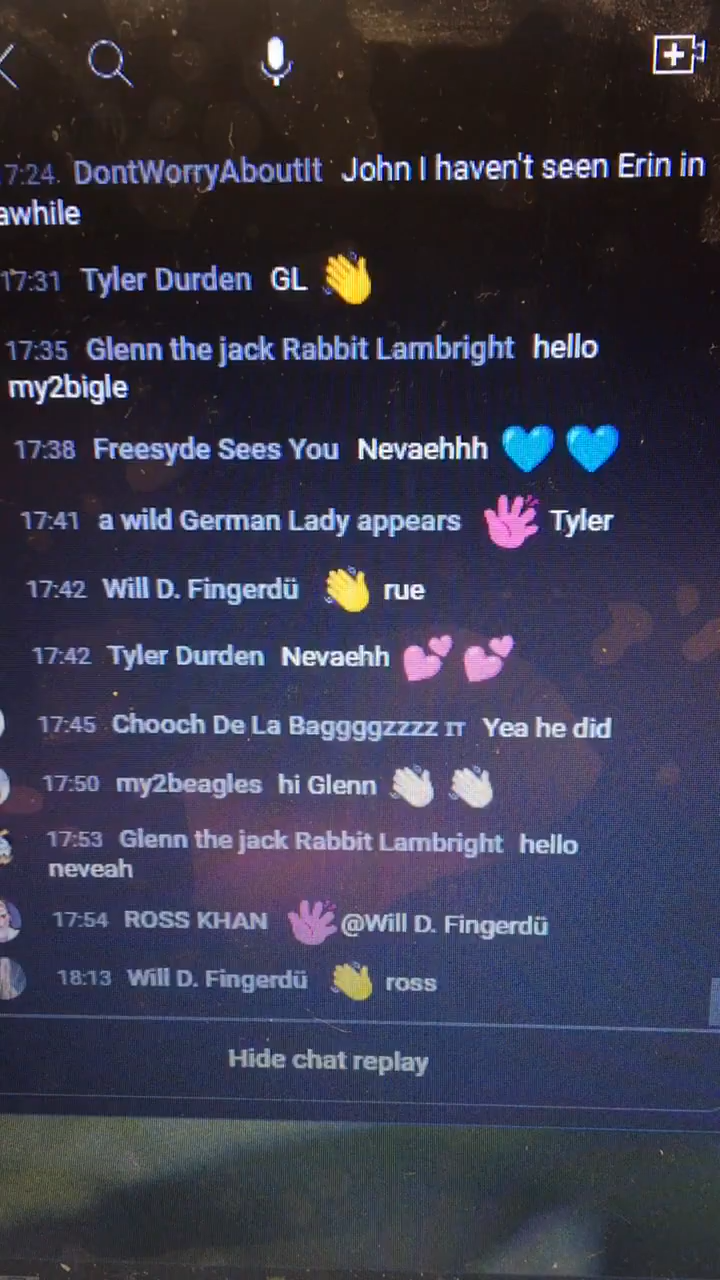 7:24. DontWorryAboutIt John I haven't seen Erin in
awhile
17:31 Tyler Durden GL 👋
17:35 Glenn the jack Rabbit Lambright hello
my2bigle
17:38 Freesyde Sees You Nevaehhh 💙 💙
17:41 a wild German Lady appears 👋 Tyler
17:42 Will D. Fingerdü 👋 rue
17:42 Tyler Durden Nevaehh 💕 💕
17:45 Chooch De La Baggggzzzz ɪт Yea he did
17:50 my2beagles hi Glenn 👋🏻 👋🏻
17:53 Glenn the jack Rabbit Lambright hello
neveah
17:54 ROSS KHAN 👋 @Will D. Fingerdü
18:13 Will D. Fingerdü 👋 ross
Hide chat replay